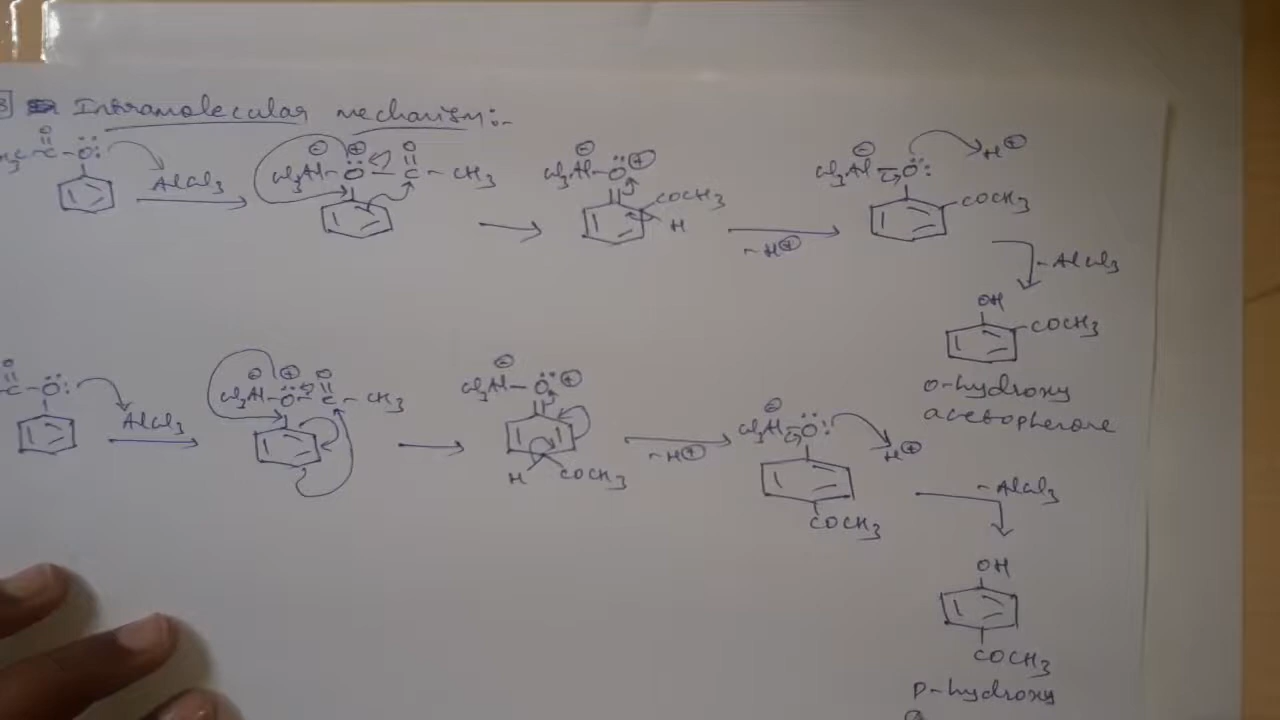 Intramolecular mechanism:-
O
C-O:
AlCl3
Cl3Al-O-C-CH3
O
Cl3Al-O
COCH3
H
-H
Cl3Al-O:
COCH3
H
-AlCl3
OH
COCH3
o-hydroxy
acetophenone
O
-O:
AlCl3
Cl3Al-O-C-CH3
O
Cl3Al-O
H COCH3
-H
Cl3Al-O:
H
COCH3
-AlCl3
OH
COCH3
p-hydroxy